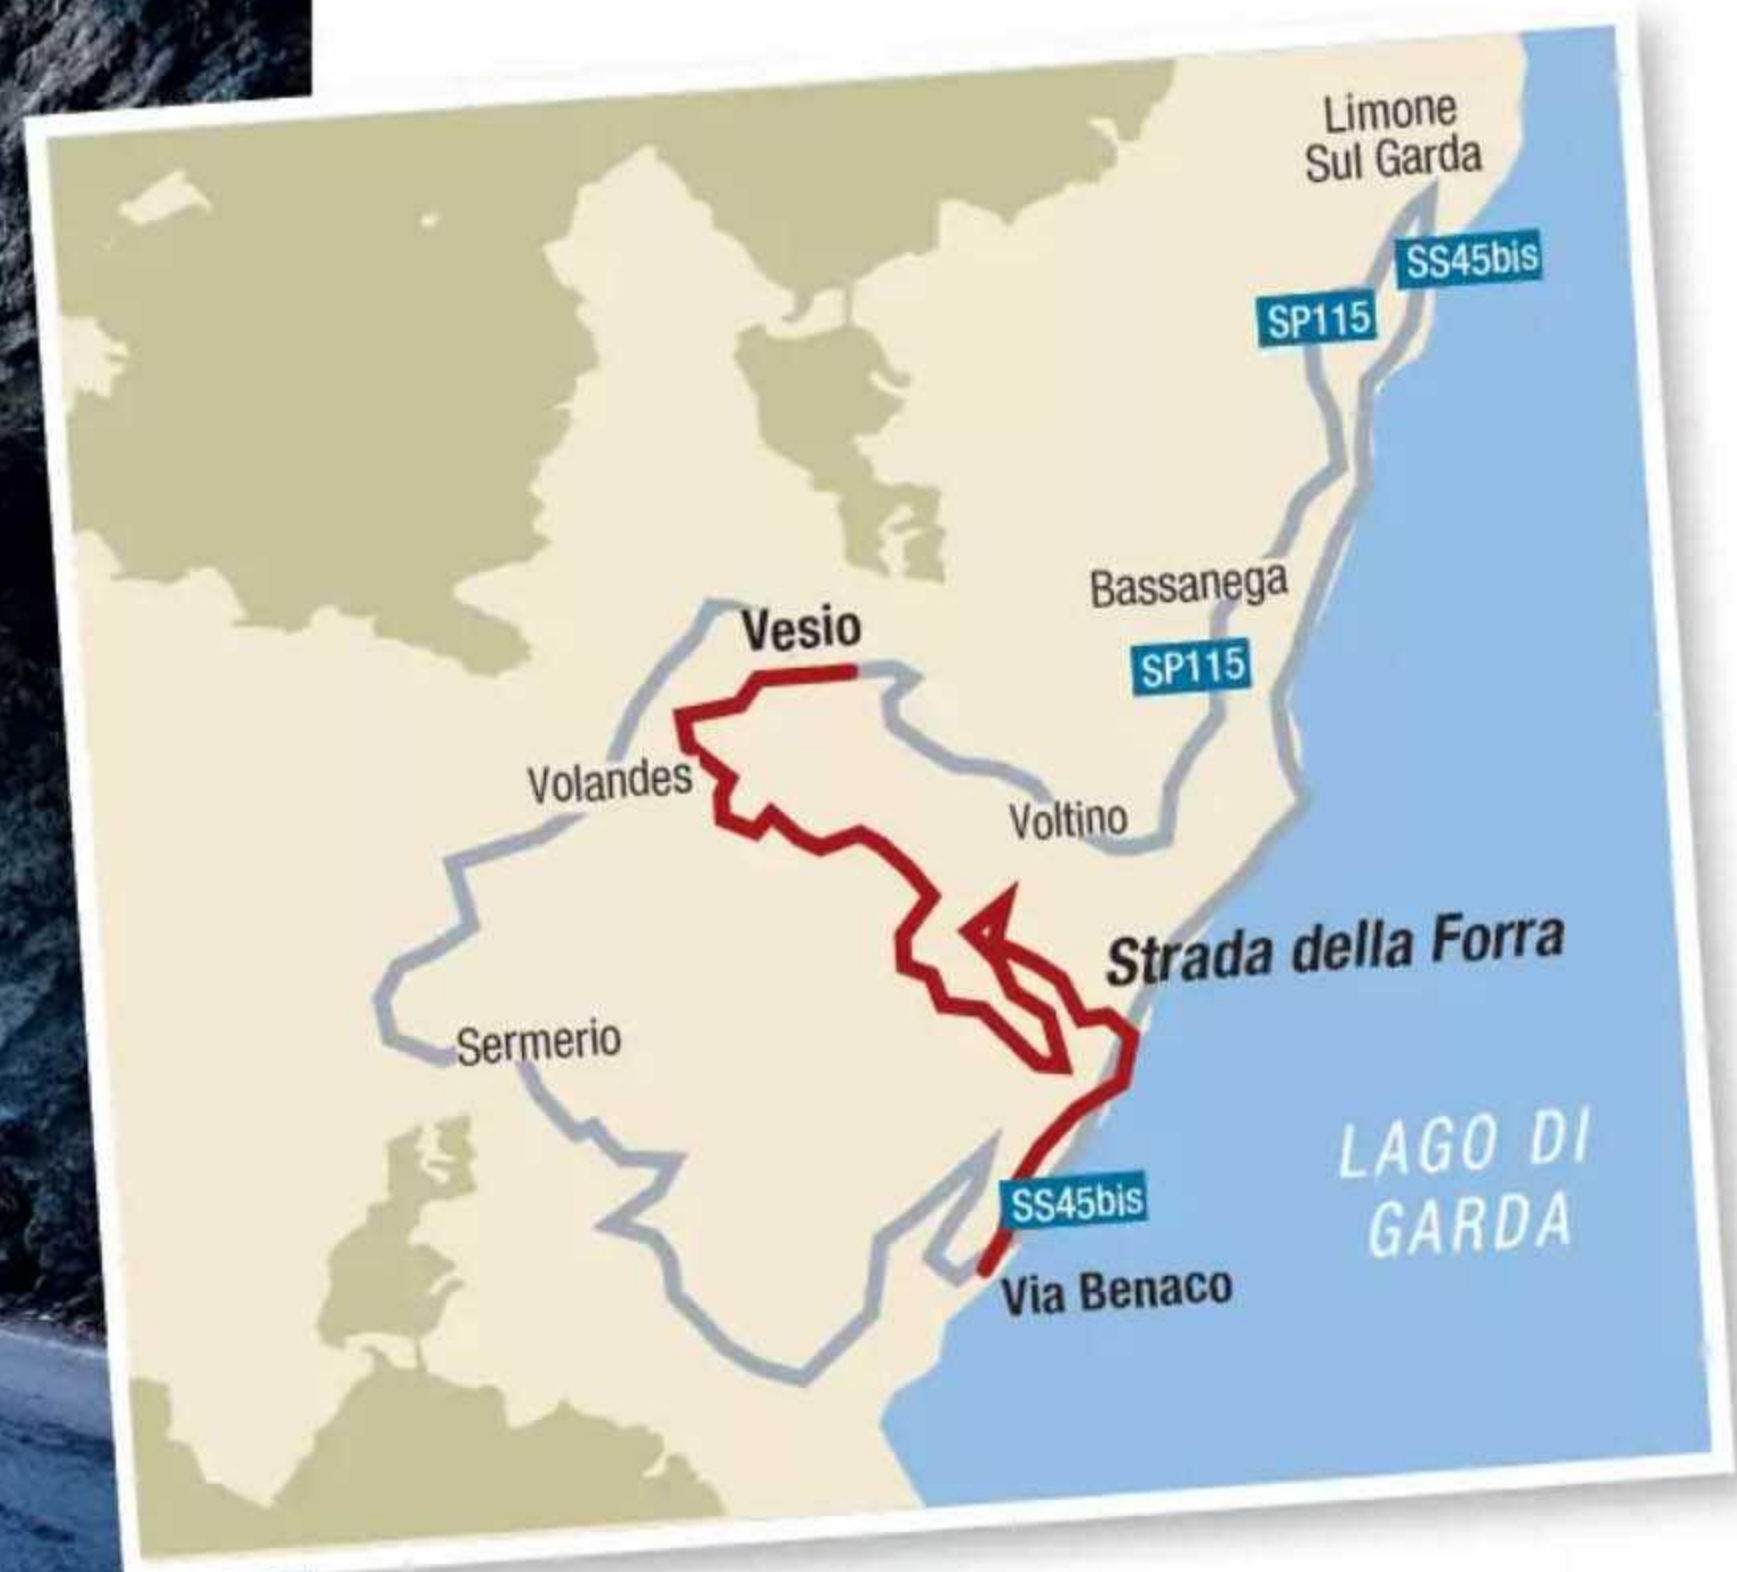 Limone
Sul Garda
SS45bis
SP115
Bassanega
Vesio
SP115
Volandes
Voltino
Strada della Forra
Sermerio
LAGO DI
GARDA
SS45bis
Via Benaco